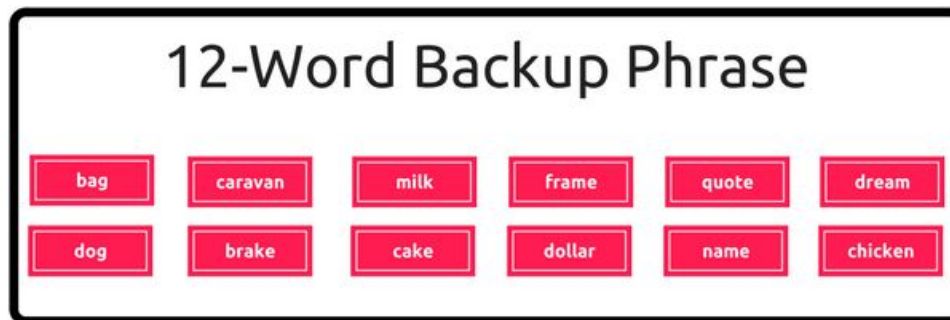 12-Word Backup Phrase
bag caravan milk frame quote dream
dog brake cake dollar name chicken